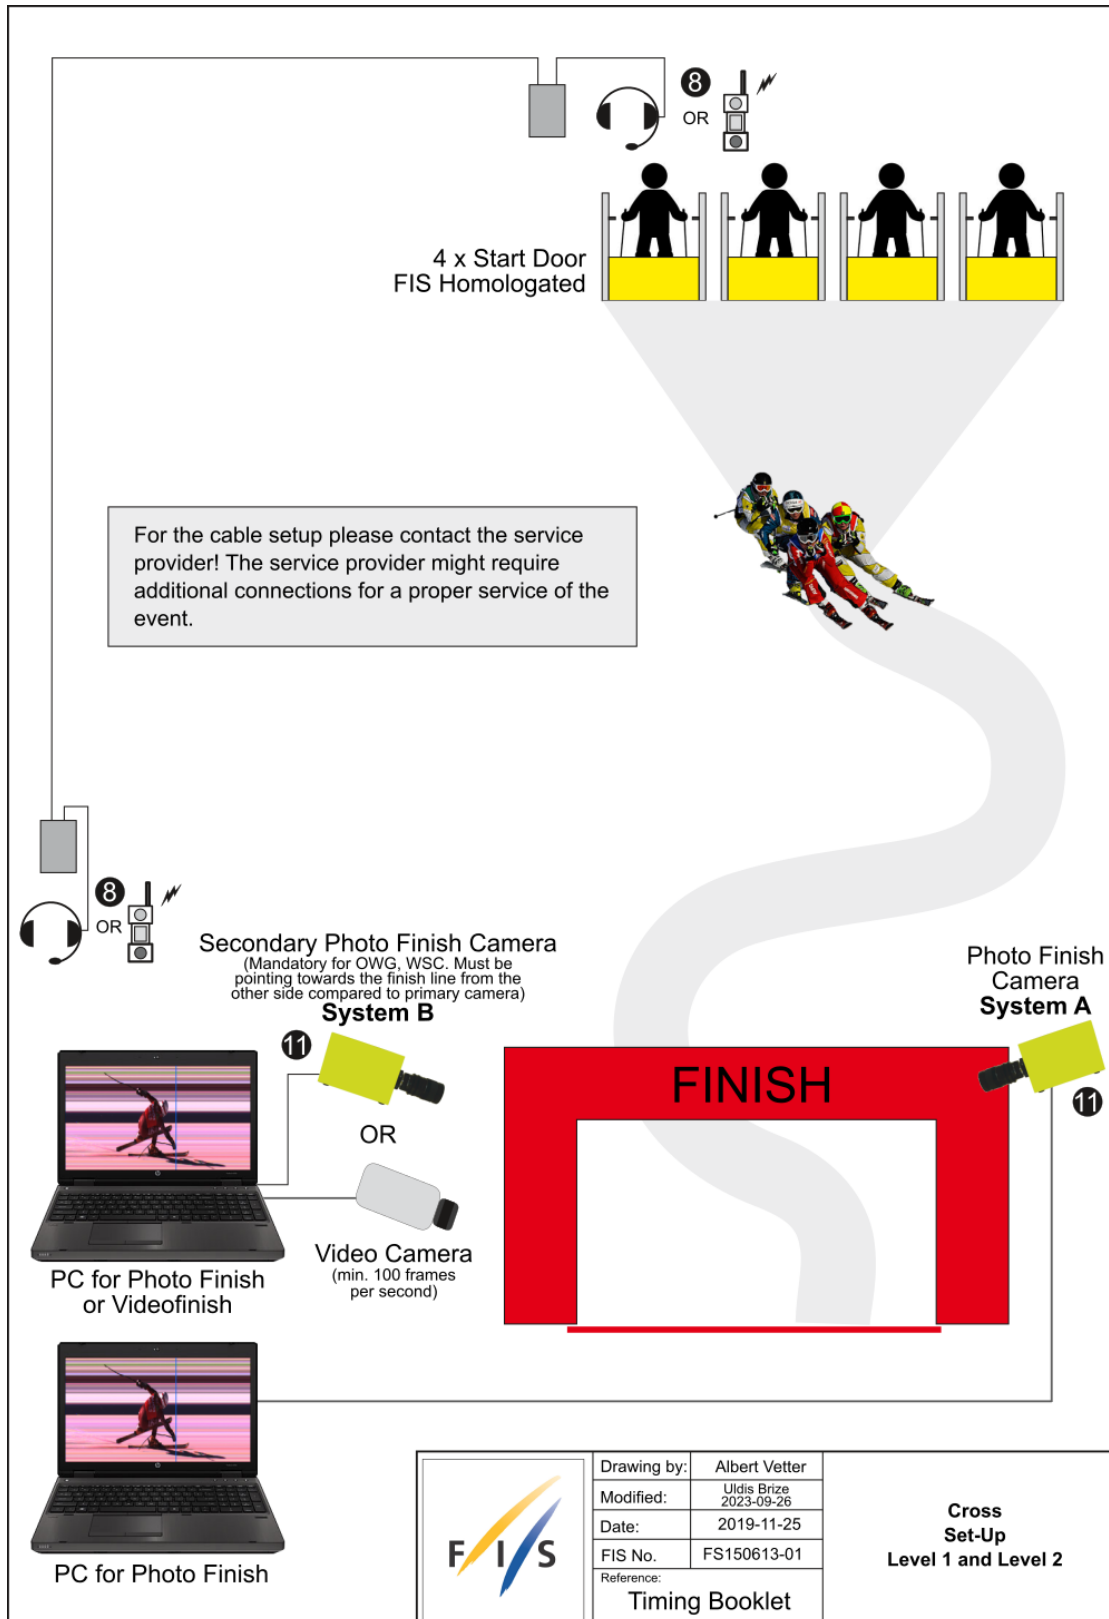 8
OR
4 x Start Door
FIS Homologated
For the cable setup please contact the service
provider! The service provider might require
additional connections for a proper service of the
event.
8
OR
Secondary Photo Finish Camera
(Mandatory for OWG, WSC. Must be
pointing towards the finish line from the
other side compared to primary camera)
System B
11
Photo Finish
Camera
System A
11
FINISH
OR
Video Camera
(min. 100 frames
per second)
PC for Photo Finish
or Videofinish
PC for Photo Finish
F I S
Drawing by: Albert Vetter
Modified: Uldis Brize
2023-09-26
Date: 2019-11-25
FIS No. FS150613-01
Reference:
Timing Booklet
Cross
Set-Up
Level 1 and Level 2